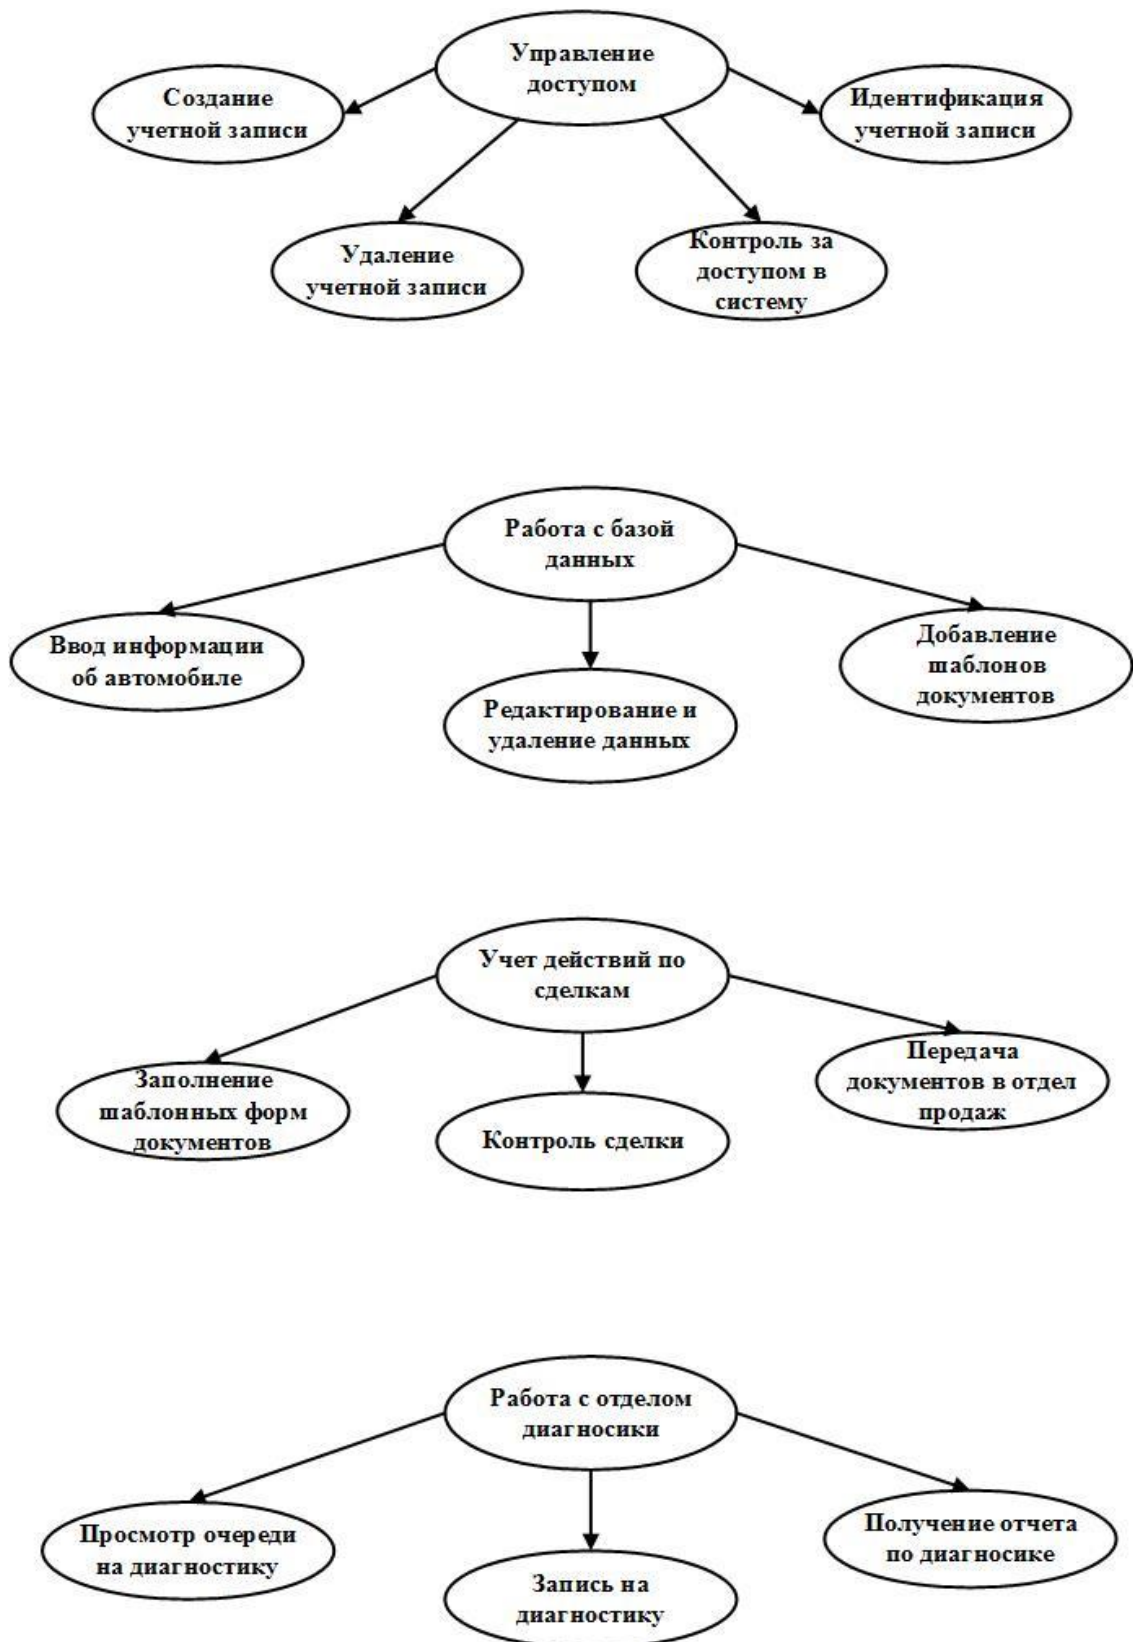 Управление
доступом
Создание
учетной записи
Идентификация
учетной записи
Удаление
учетной записи
Контроль за
доступом в
систему
Работа с базой
данных
Ввод информации
об автомобиле
Редактирование и
удаление данных
Добавление
шаблонов
документов
Учет действий по
сделкам
Заполнение
шаблонных форм
документов
Контроль сделки
Передача
документов в отдел
продаж
Работа с отделом
диагносики
Просмотр очереди
на диагностику
Запись на
диагностику
Получение отчета
по диагносике